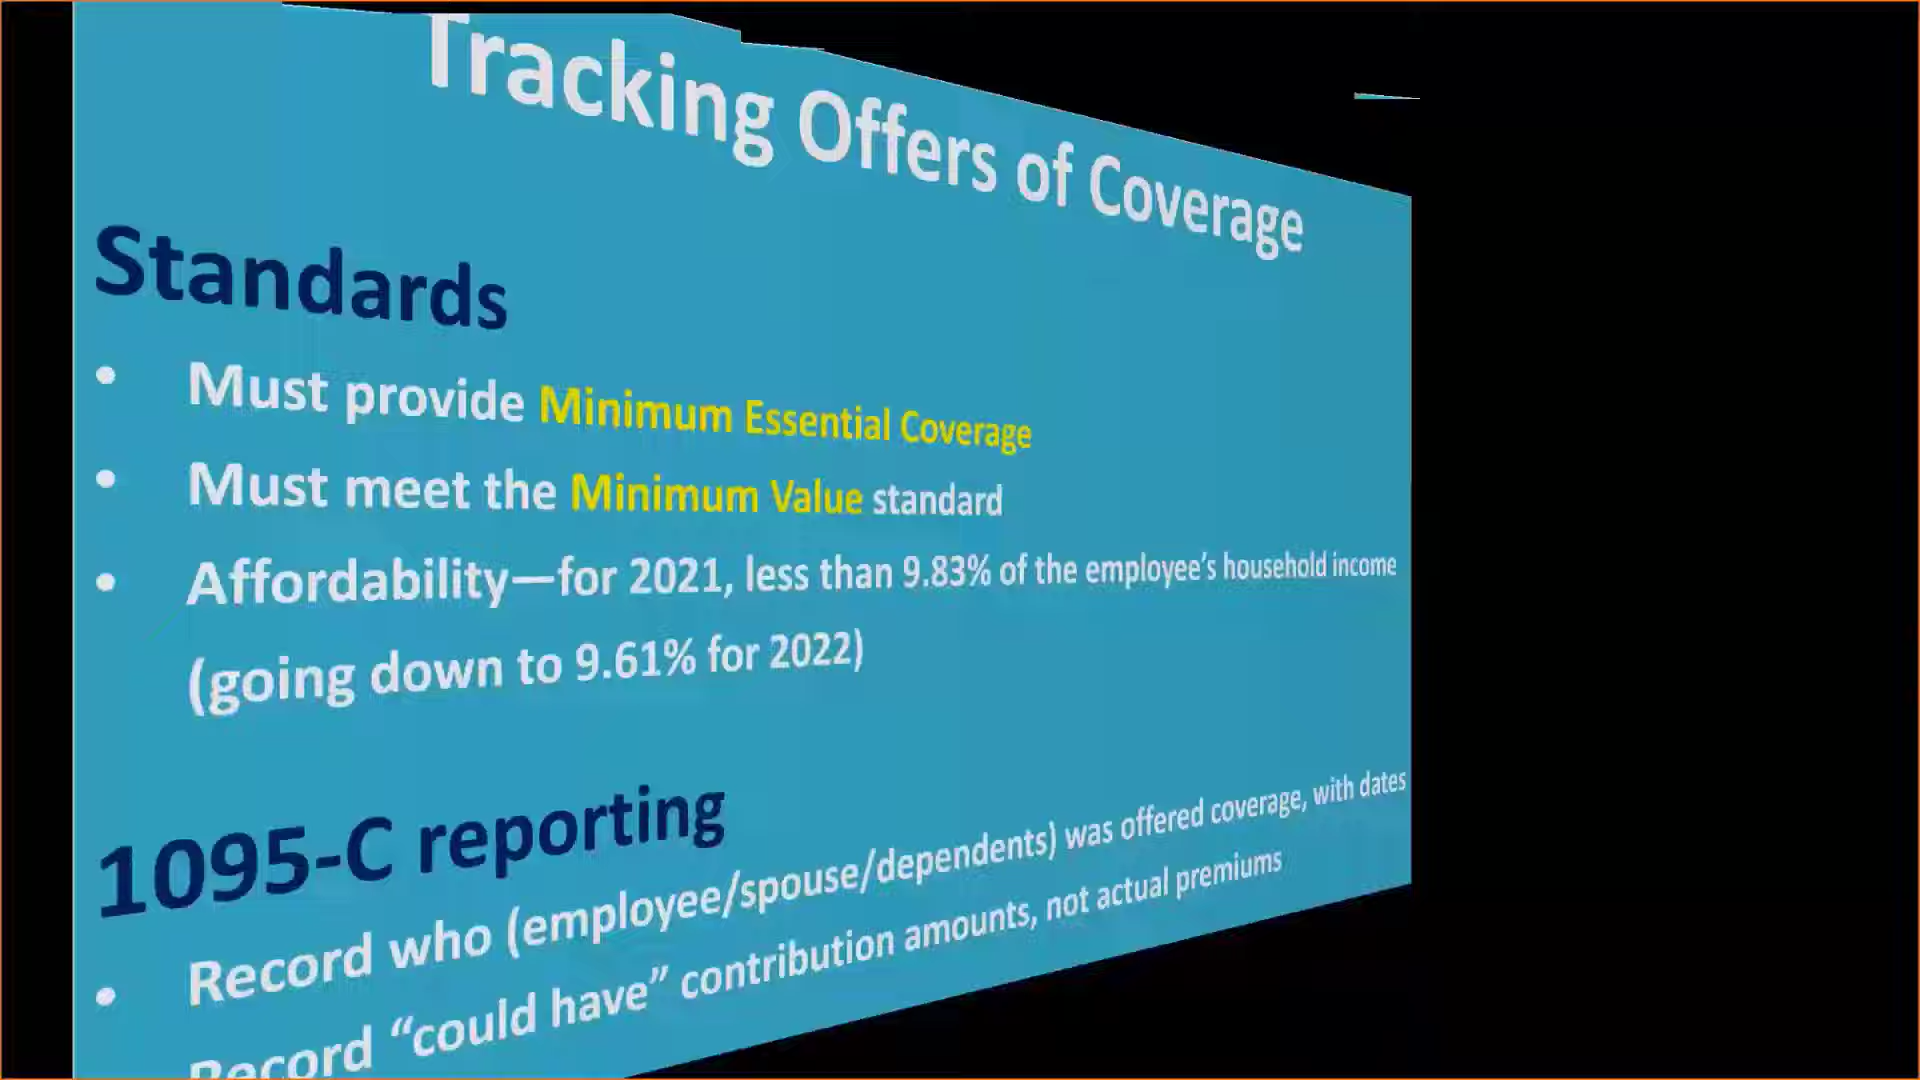 Tracking Offers of Coverage
Standards
• Must provide Minimum Essential Coverage
• Must meet the Minimum Value standard
• Affordability—for 2021, less than 9.83% of the employee’s household income
(going down to 9.61% for 2022)
1095-C reporting
• Record who (employee/spouse/dependents) was offered coverage, with dates
Record “could have” contribution amounts, not actual premiums